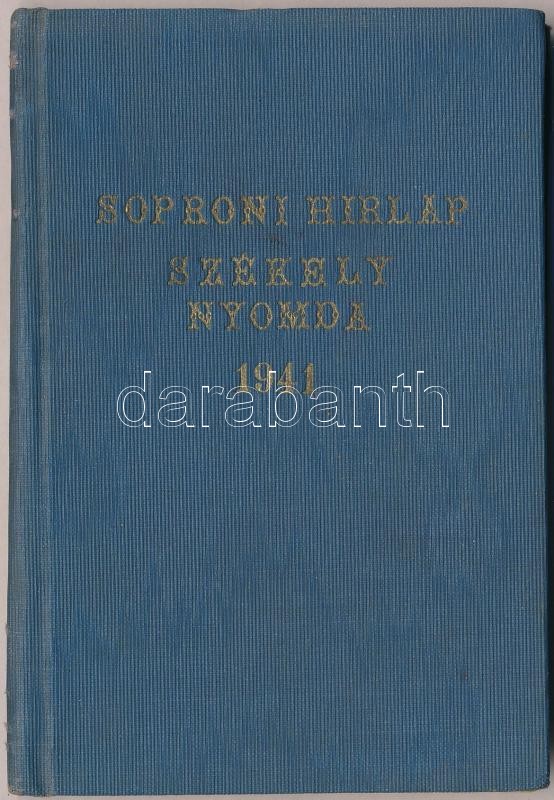 SOPRONI HIRLAP
SZÉKELY
NYOMDA
1941
darabanth